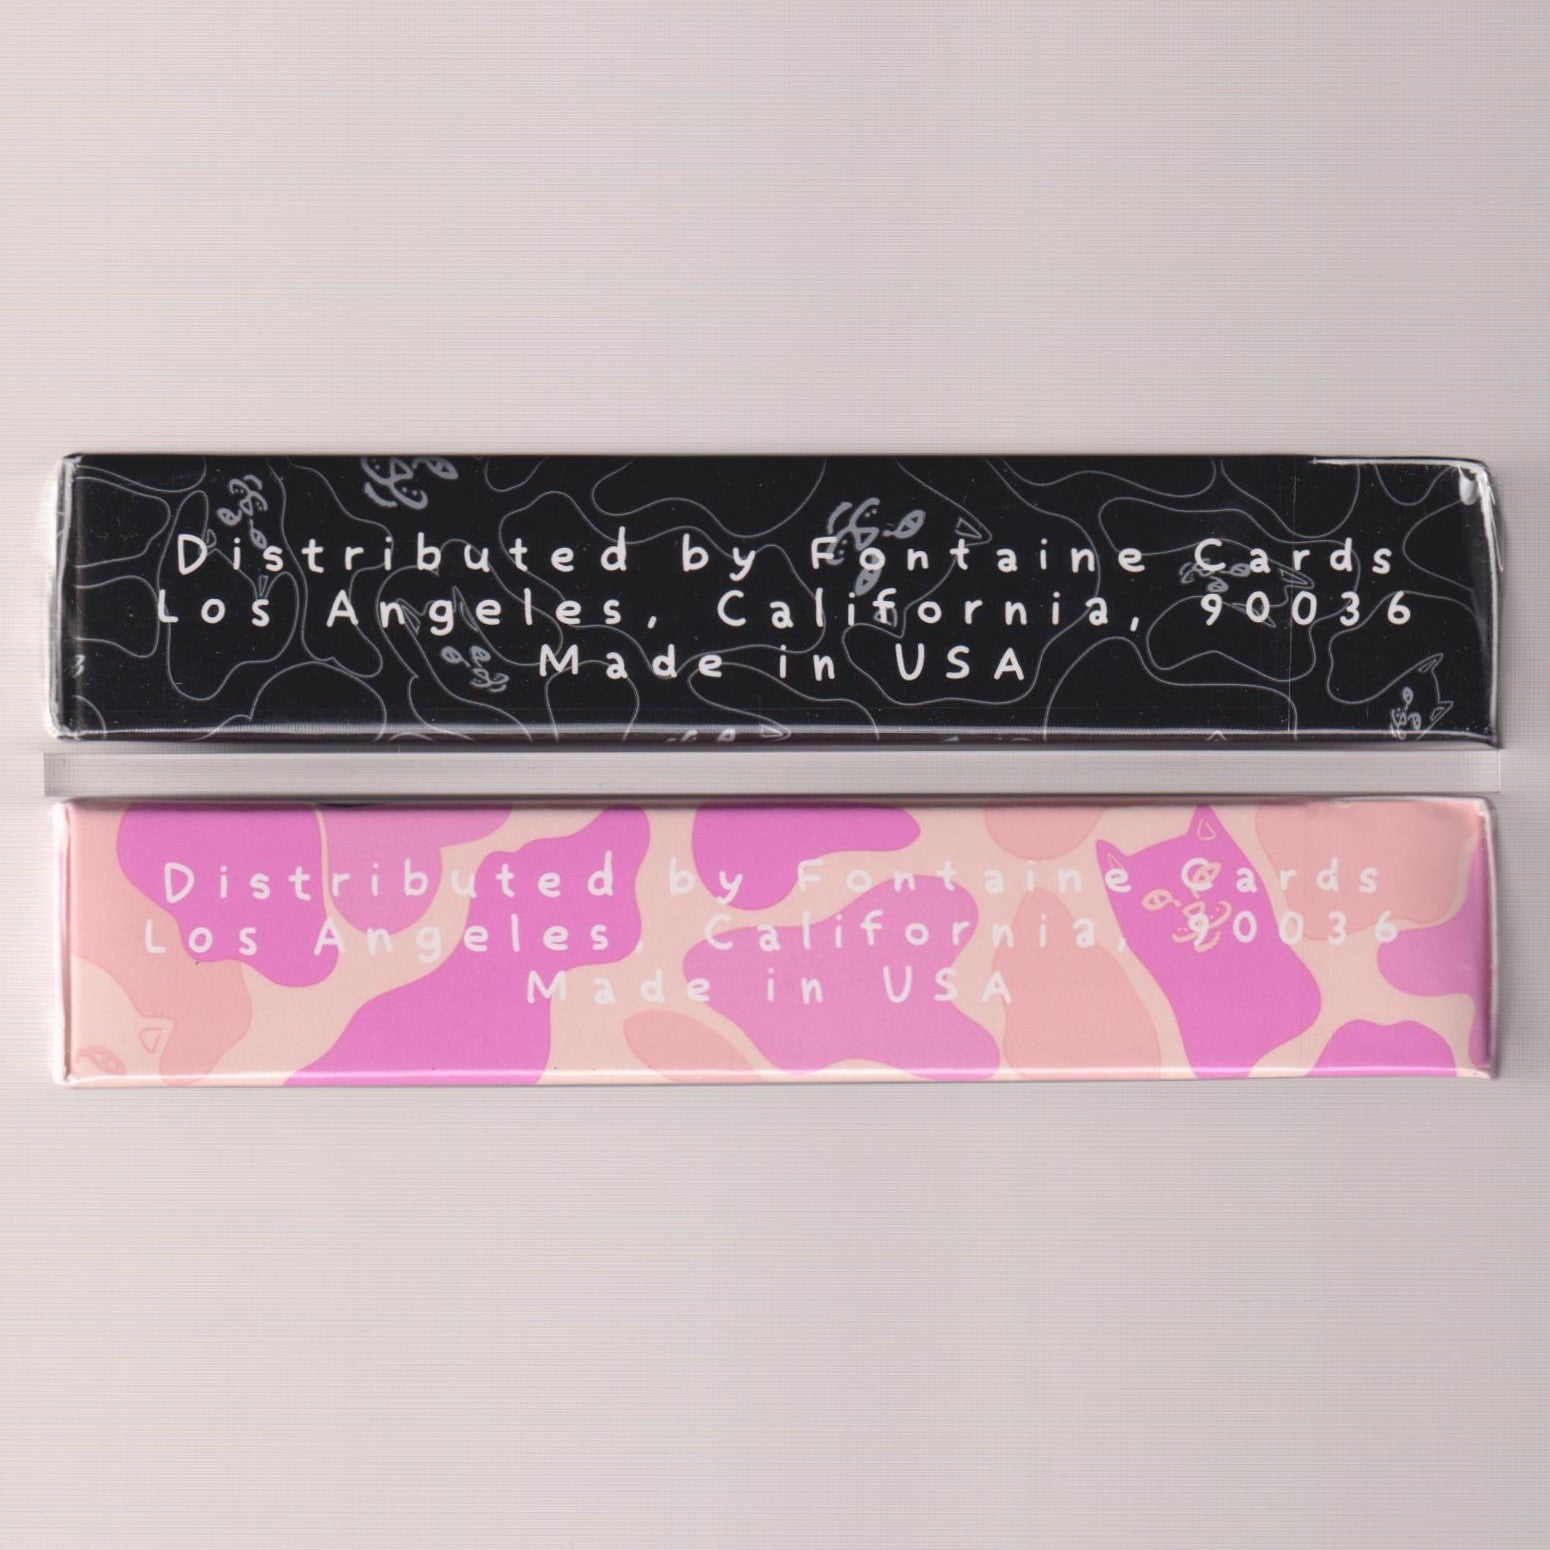 Distributed by Fontaine Cards
Los Angeles, California, 90036
Made in USA
Distributed by Fontaine Cards
Los Angeles, California, 90036
Made in USA